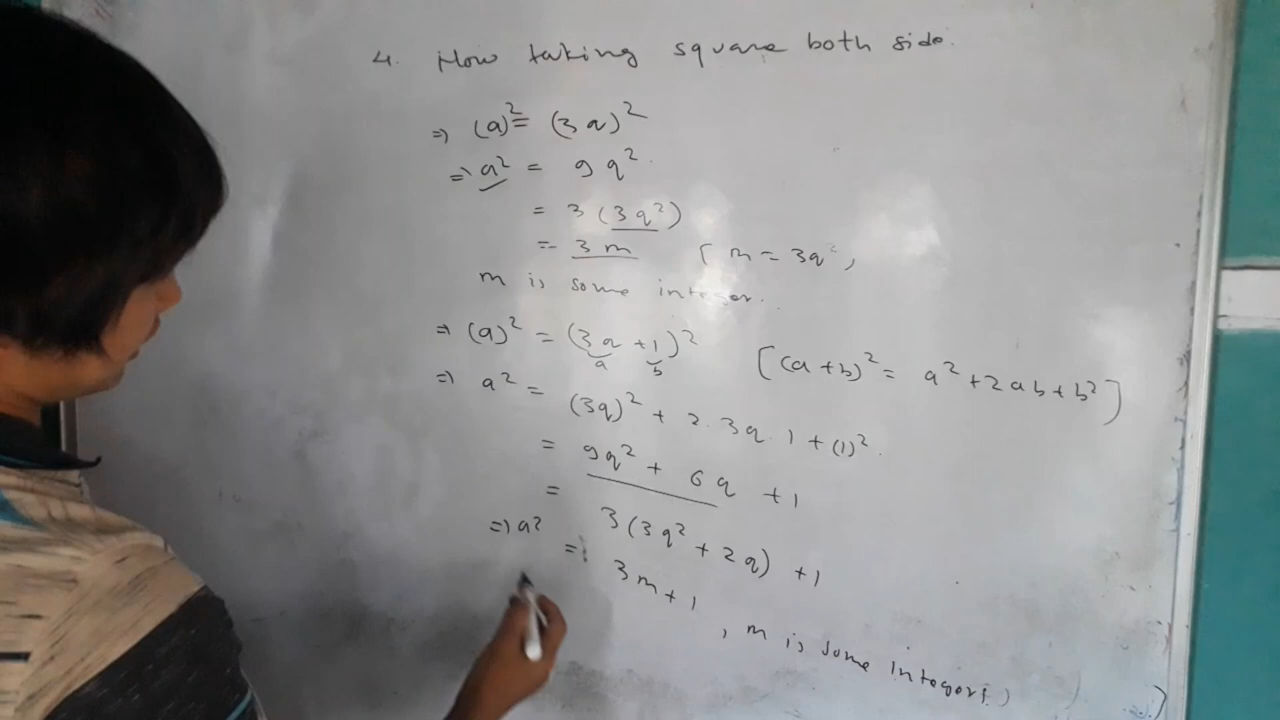 4. Now taking square both side.
⇒ (a)² = (3q)²
⇒ a² = 9q².
= 3(3q²)
= 3m [m = 3q²,
m is some integer.
⇒ (a)² = (3q+1)² [(a+b)² = a²+2ab+b²]
a b
⇒ a² = (3q)² + 2.3q.1 + (1)².
= 9q² + 6q + 1
= 3(3q² + 2q) + 1
⇒ a² = 3m+1, m is some integers.)